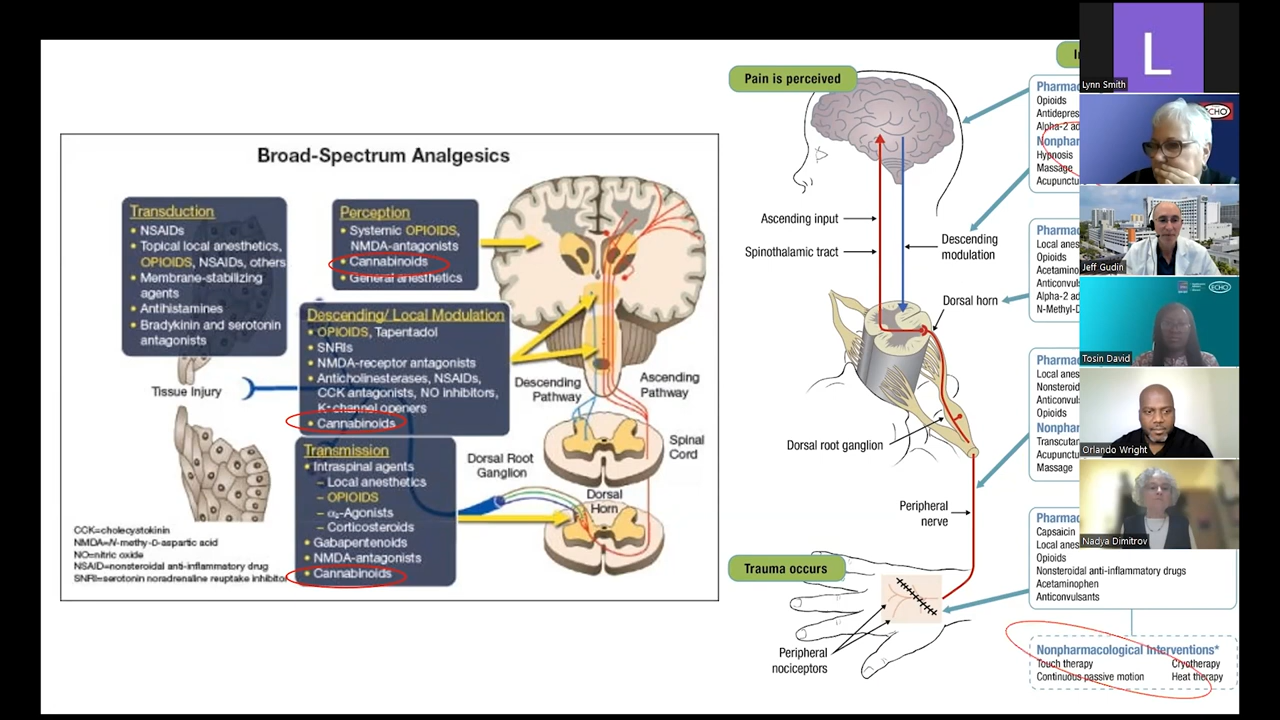 Broad-Spectrum Analgesics
Transduction
• NSAIDs
• Topical local anesthetics,
OPIOIDS, NSAIDs, others
• Membrane-stabilizing
agents
• Antihistamines
• Bradykinin and serotonin
antagonists
Perception
• Systemic OPIOIDS,
NMDA-antagonists
• Cannabinoids
• General anesthetics
Descending/ Local Modulation
• OPIOIDS, Tapentadol
• SNRIs
• NMDA-receptor antagonists
• Anticholinesterases, NSAIDs,
CCK antagonists, NO inhibitors,
K+channel openers
• Cannabinoids
Transmission
• Intraspinal agents
– Local anesthetics
– OPIOIDS
– α2-Agonists
– Corticosteroids
• Gabapentenoids
• NMDA-antagonists
• Cannabinoids
Tissue Injury
Descending
Pathway
Ascending
Pathway
Dorsal Root
Ganglion
Spinal
Cord
Dorsal
Horn
CCK=cholecystokinin
NMDA=N-methy-D-aspartic acid
NO=nitric oxide
NSAID=nonsteroidal anti-inflammatory drug
SNRI=serotonin noradrenaline reuptake inhibitor
Pain is perceived
Ascending input
Spinothalamic tract
Descending
modulation
Dorsal horn
Dorsal root ganglion
Peripheral
nerve
Trauma occurs
Peripheral
nociceptors
Pharmac
Opioids
Antidepres
Alpha-2 ad
Nonphar
Hypnosis
Massage
Acupunctu
Pharmac
Local anes
Opioids
Acetamino
Anticonvuls
Alpha-2 ad
N-Methyl-D
Pharmac
Local anes
Nonsteroid
Anticonvuls
Opioids
Nonphar
Transcutan
Acupunctu
Massage
Pharmac
Capsaicin
Local anes
Opioids
Nonsteroidal anti-inflammatory drugs
Acetaminophen
Anticonvulsants
Nonpharmacological Interventions*
Touch therapy Cryotherapy
Continuous passive motion Heat therapy
L
Lynn Smith
ECHO
Jeff Gudin
ECHO
Tosin David
Orlando Wright
Nadya Dimitrov